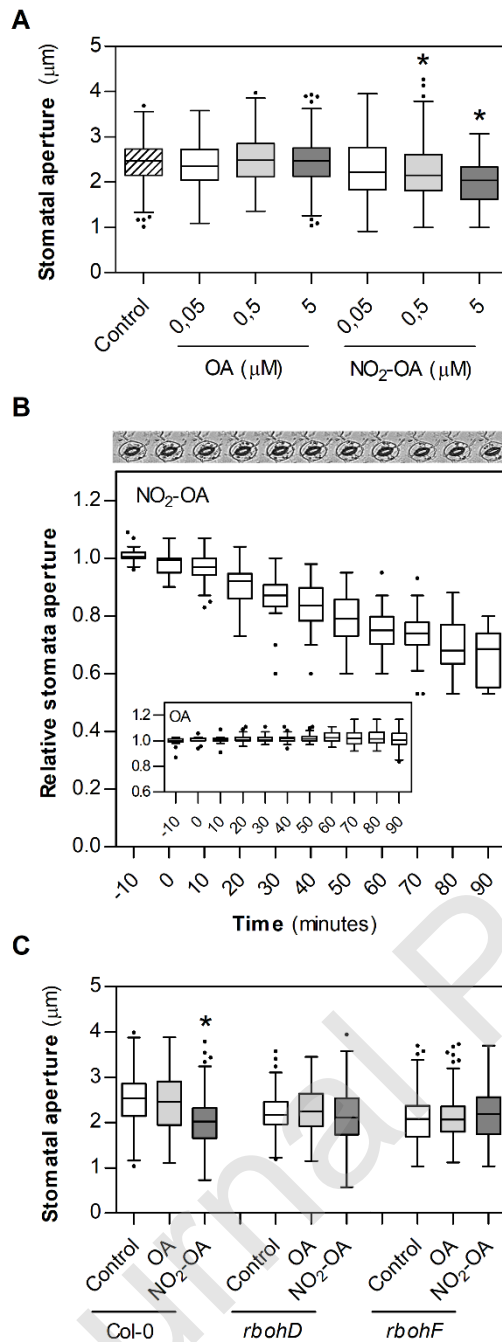 A
Stomatal aperture (μm)
5
4
3
2
1
0
* *
Control 0,05 0,5 5 0,05 0,5 5
OA (μM) NO₂-OA (μM)
B
NO₂-OA
Relative stomata aperture
1.2
1.0
0.8
0.6
0.4
0.2
0.0
OA
1.2
1.0
0.8
0.6
-10 0 10 20 30 40 50 60 70 80 90
-10 0 10 20 30 40 50 60 70 80 90
Time (minutes)
C
Stomatal aperture (μm)
5
4
3
2
1
0
*
Control OA NO₂-OA Control OA NO₂-OA Control OA NO₂-OA
Col-0 rbohD rbohF
urnal P